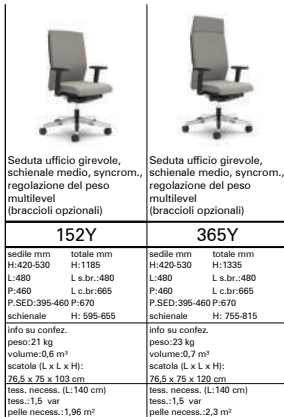 Seduta ufficio girevole,
schienale medio, syncrom.,
regolazione del peso
multilevel
(braccioli opzionali)
152Y
sedile mm totale mm
H:420-530 H:1185
L:480 L s.br.:480
P:460 L c.br:665
P.SED:395-460 P:670
schienale H: 595-655
info su confez.
peso:21 kg
volume:0,6 m³
scatola (L x L x H):
76,5 x 75 x 103 cm
tess. necess. (L:140 cm)
tess.:1,5 var
pelle necess.:1,96 m²
Seduta ufficio girevole,
schienale medio, syncrom.,
regolazione del peso
multilevel
(braccioli opzionali)
365Y
sedile mm totale mm
H:420-530 H:1335
L:480 L s.br.:480
P:460 L c.br:665
P.SED:395-460 P:670
schienale H: 755-815
info su confez.
peso:23 kg
volume:0,7 m³
scatola (L x L x H):
76,5 x 75 x 120 cm
tess. necess. (L:140 cm)
tess.:1,5 var
pelle necess.:2,3 m²